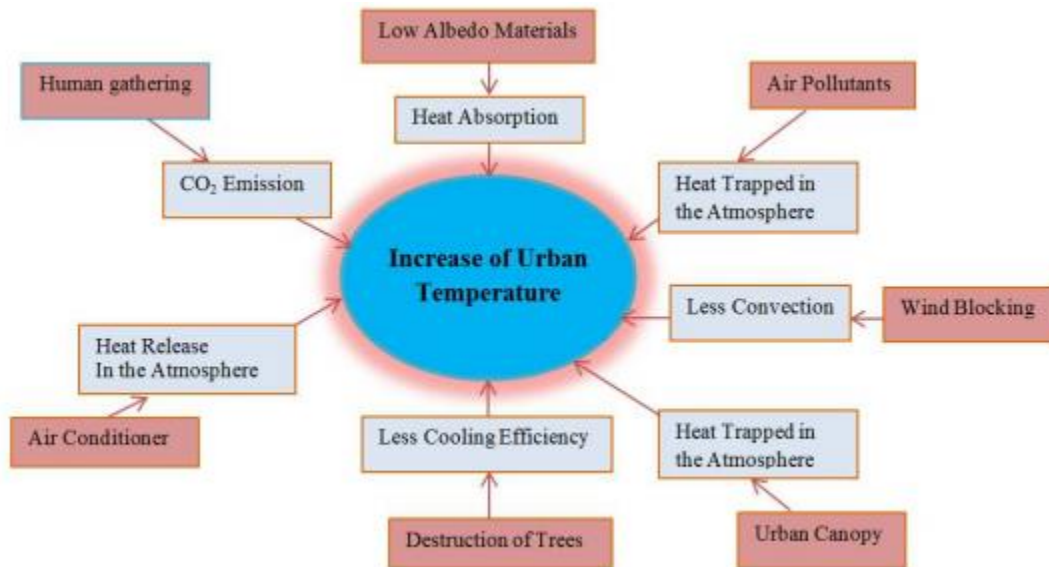 Low Albedo Materials
Human gathering
Air Pollutants
Heat Absorption
CO₂ Emission
Heat Trapped in
the Atmosphere
Increase of Urban
Temperature
Less Convection
Wind Blocking
Heat Release
In the Atmosphere
Air Conditioner
Less Cooling Efficiency
Heat Trapped in
the Atmosphere
Destruction of Trees
Urban Canopy